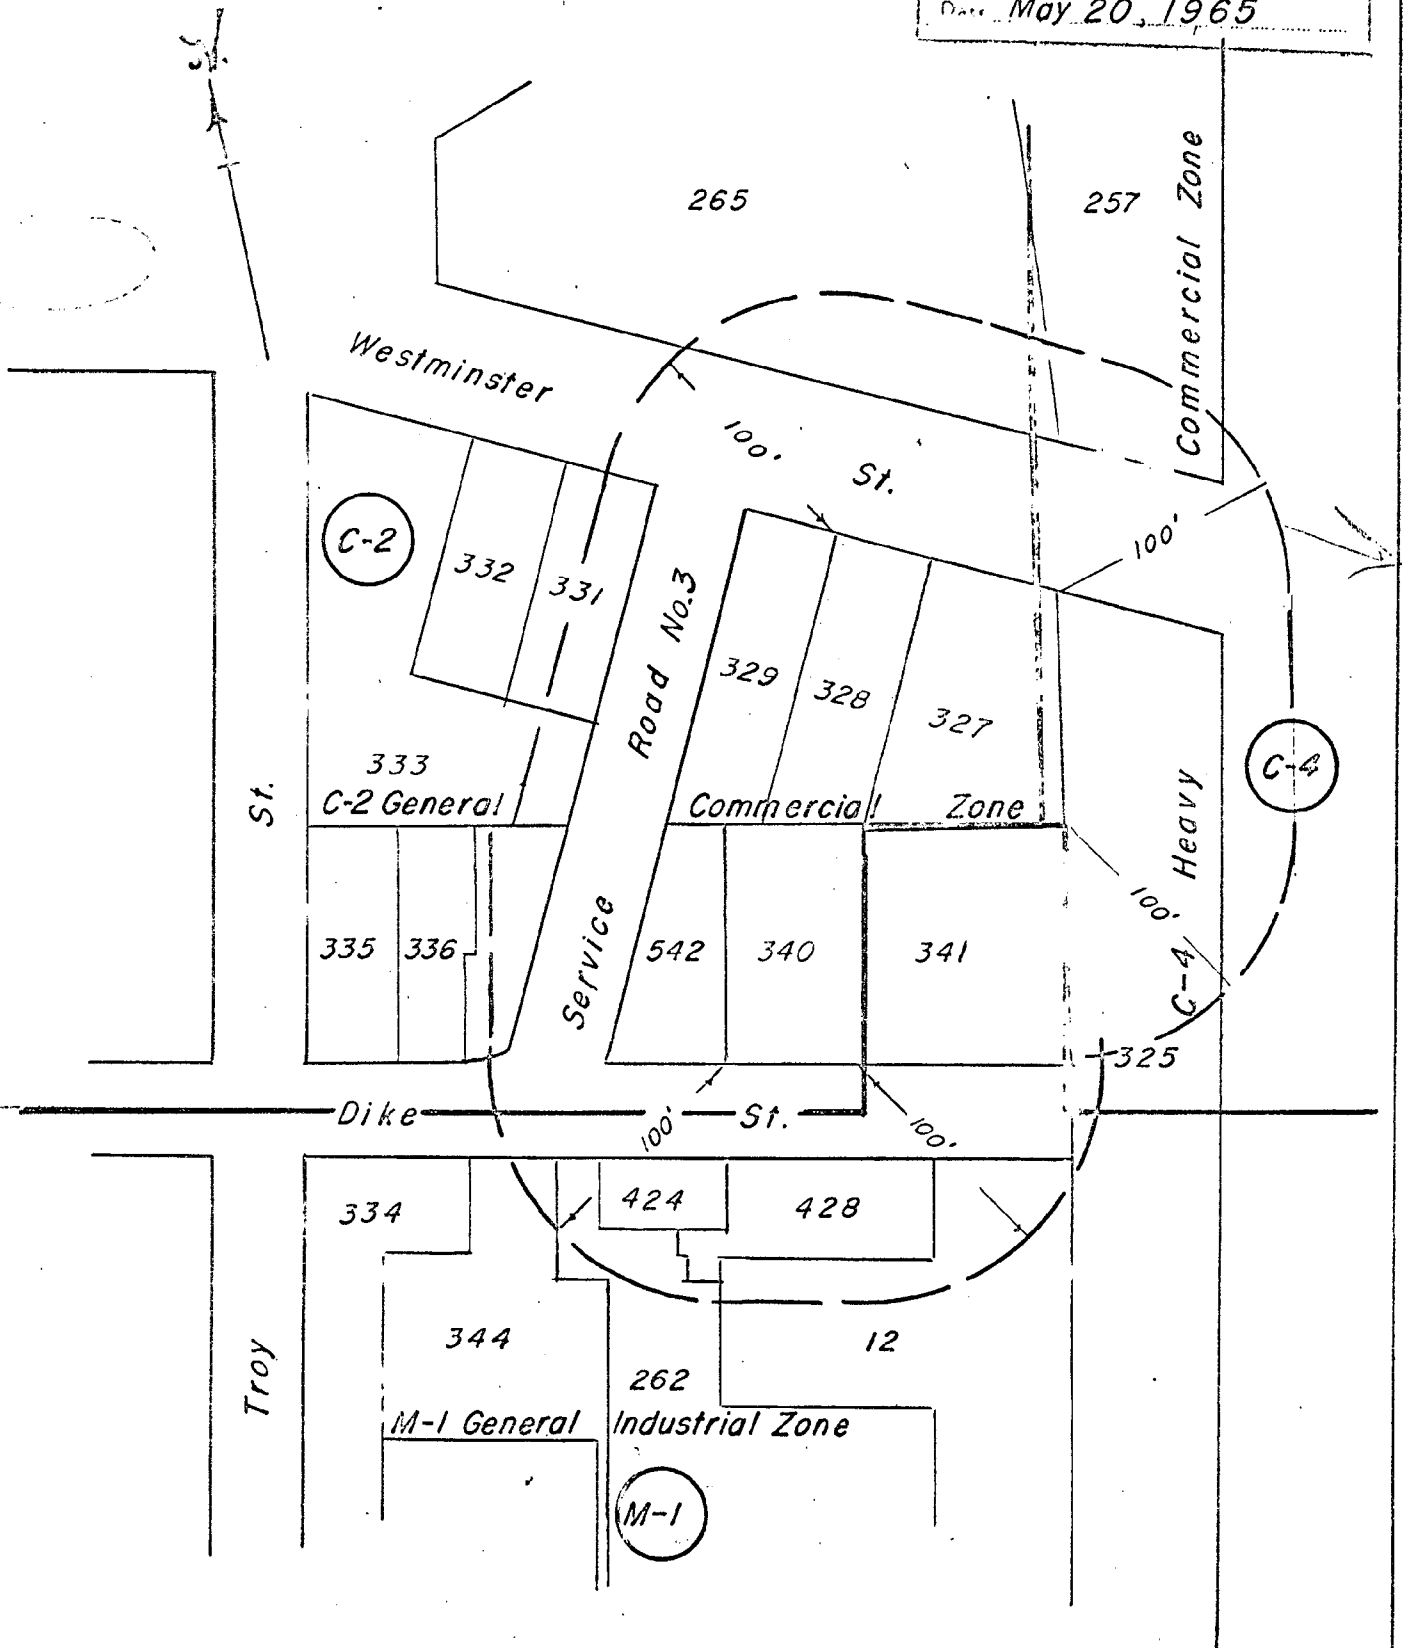 Date May 20, 1965
265
257
Commercial Zone
Westminster
St.
100'
100'
C-2
332
331
Road No.3
329
328
327
333
C-2 General
Commercial
Zone
C-4
St.
C-4 Heavy
100'
335
336
Service
542
340
341
325
Dike
St.
100'
100'
334
424
428
344
12
262
Troy
M-1 General
Industrial Zone
M-1